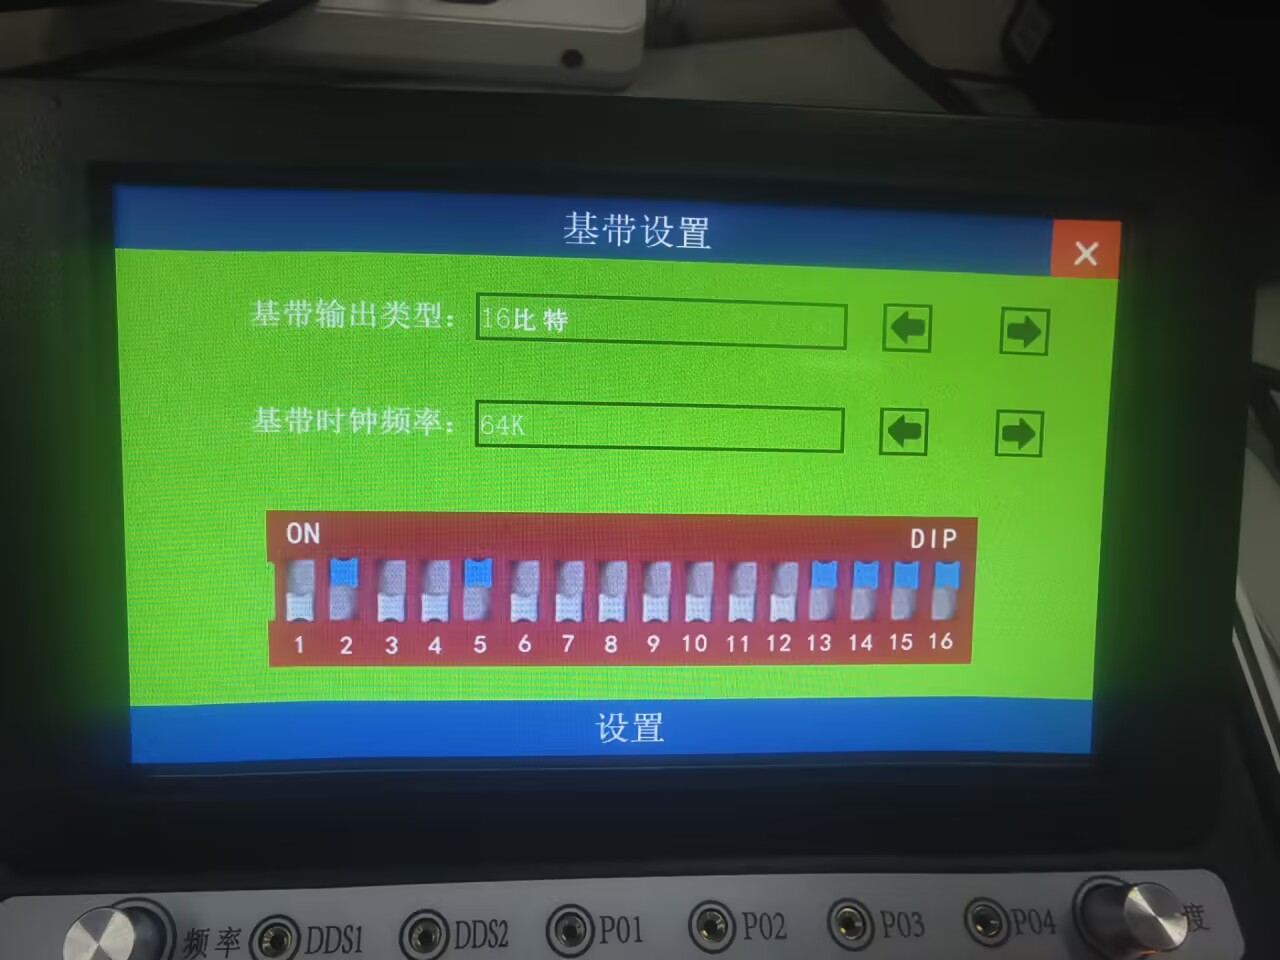 基带设置
基带输出类型： 16比特
基带时钟频率： 64K
ON DIP
1 2 3 4 5 6 7 8 9 10 11 12 13 14 15 16
设置
频率 DDS1 DDS2 P01 P02 P03 P04 度